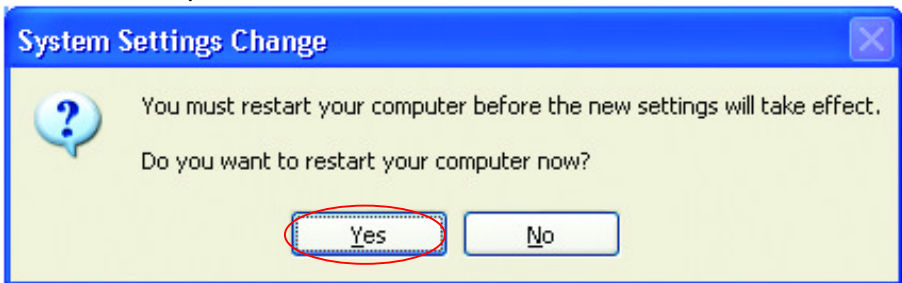 System Settings Change
You must restart your computer before the new settings will take effect.
Do you want to restart your computer now?
Yes
No